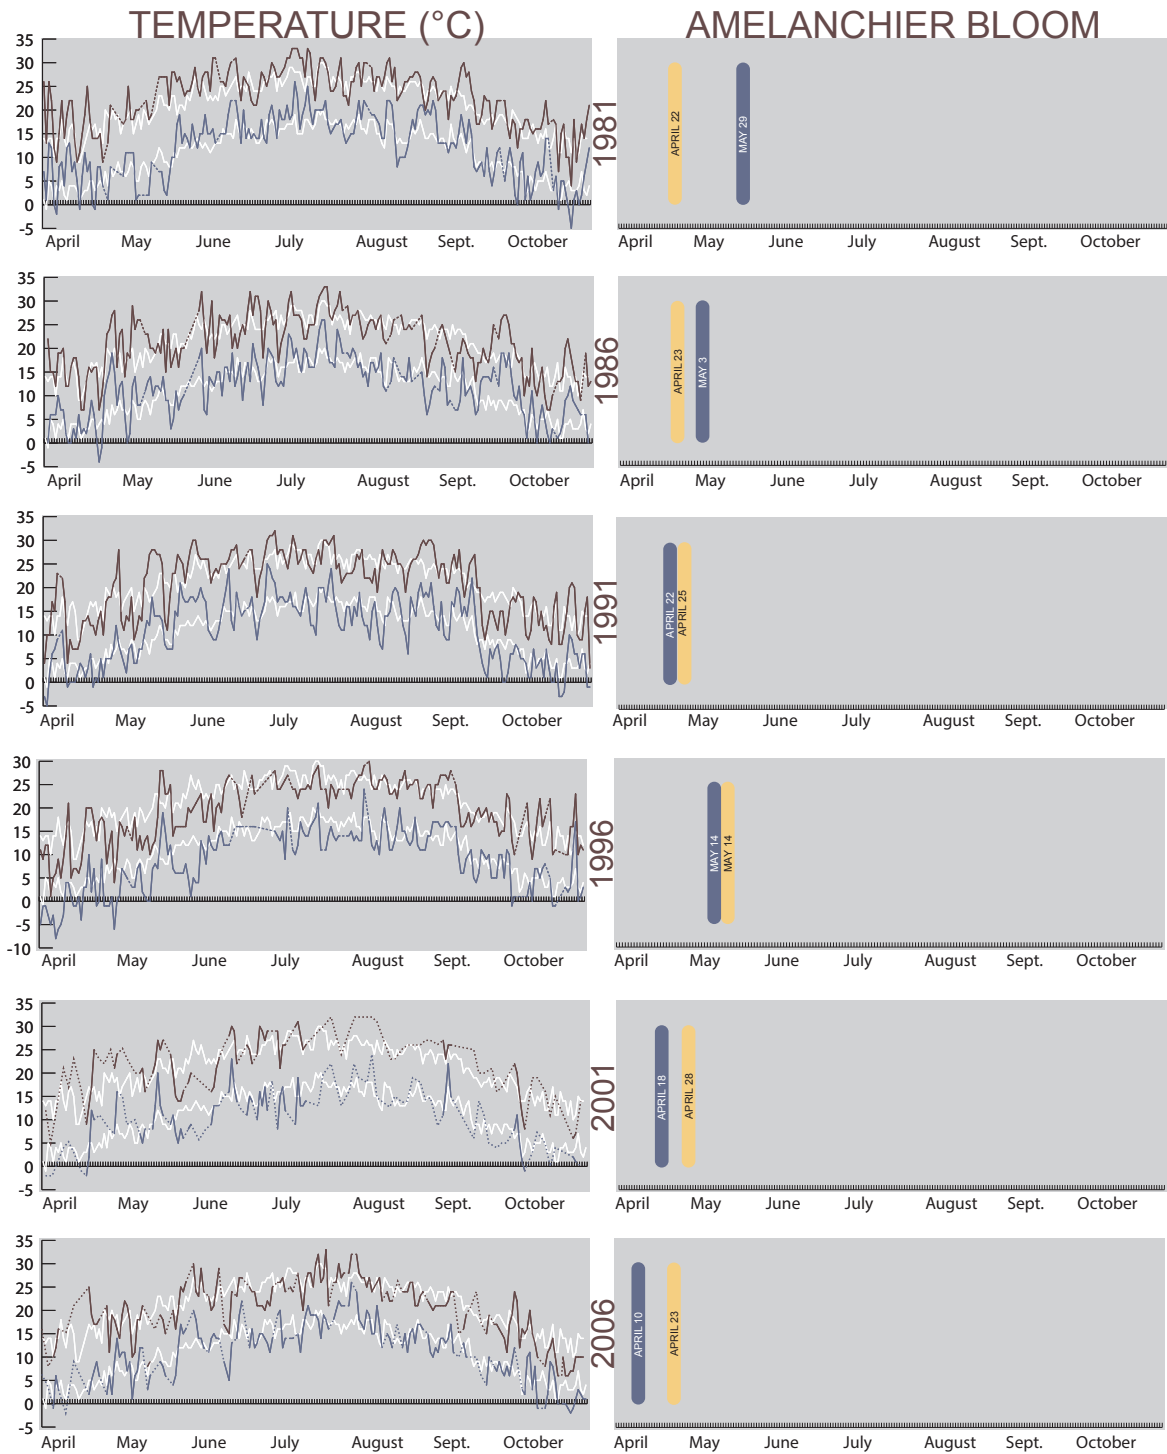 TEMPERATURE (°C) AMELANCHIER BLOOM
35
30
25
20
15
10
5
0
-5
April May June July August Sept. October
1981
APRIL 22
MAY 29
April May June July August Sept. October
35
30
25
20
15
10
5
0
-5
April May June July August Sept. October
1986
APRIL 23
MAY 3
April May June July August Sept. October
35
30
25
20
15
10
5
0
-5
April May June July August Sept. October
1991
APRIL 22
APRIL 25
April May June July August Sept. October
30
25
20
15
10
5
0
-5
-10
April May June July August Sept. October
1996
MAY 14
MAY 14
April May June July August Sept. October
35
30
25
20
15
10
5
0
-5
April May June July August Sept. October
2001
APRIL 18
APRIL 28
April May June July August Sept. October
35
30
25
20
15
10
5
0
-5
April May June July August Sept. October
2006
APRIL 10
APRIL 23
April May June July August Sept. October